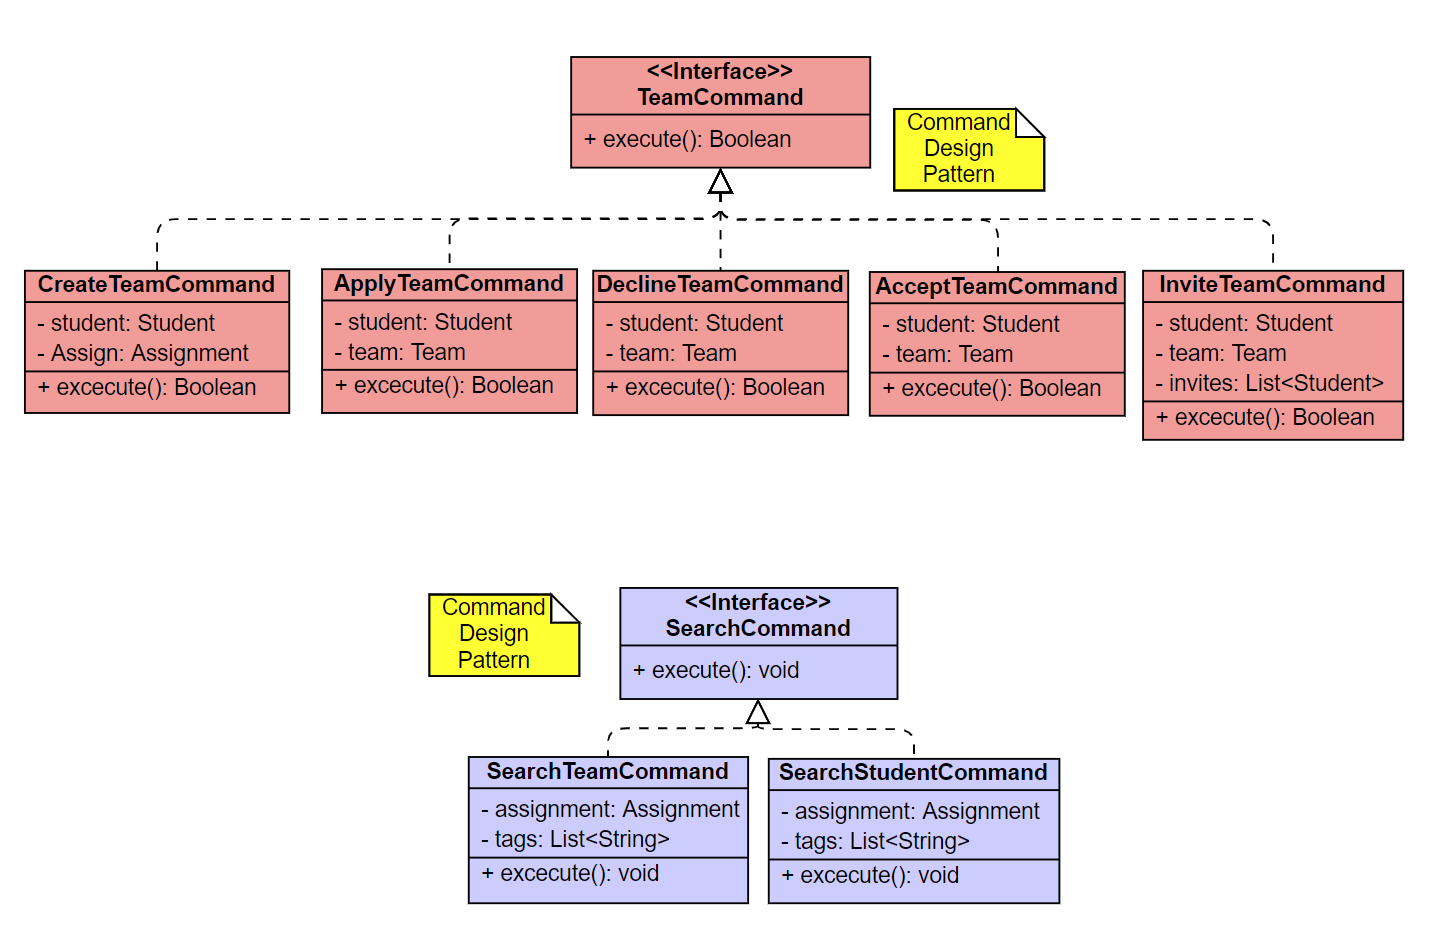 <<Interface>>
TeamCommand
+ execute(): Boolean
Command
Design
Pattern
CreateTeamCommand
- student: Student
- Assign: Assignment
+ excecute(): Boolean
ApplyTeamCommand
- student: Student
- team: Team
+ excecute(): Boolean
DeclineTeamCommand
- student: Student
- team: Team
+ excecute(): Boolean
AcceptTeamCommand
- student: Student
- team: Team
+ excecute(): Boolean
InviteTeamCommand
- student: Student
- team: Team
- invites: List<Student>
+ excecute(): Boolean
Command
Design
Pattern
<<Interface>>
SearchCommand
+ execute(): void
SearchTeamCommand
- assignment: Assignment
- tags: List<String>
+ excecute(): void
SearchStudentCommand
- assignment: Assignment
- tags: List<String>
+ excecute(): void